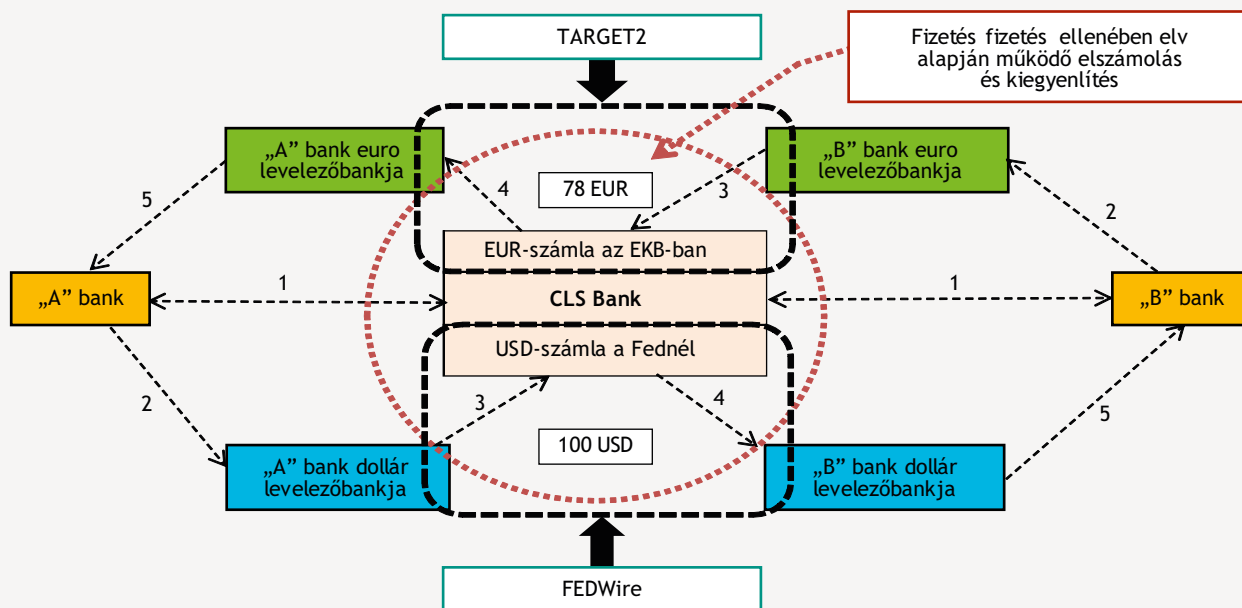 TARGET2
Fizetés fizetés ellenében elv
alapján működő elszámolás
és kiegyenlítés
„A” bank euro
levelezőbankja
„B” bank euro
levelezőbankja
5
4
78 EUR
3
2
EUR-számla az EKB-ban
„A” bank
1
CLS Bank
1
„B” bank
USD-számla a Fednél
2
3
4
5
100 USD
„A” bank dollár
levelezőbankja
„B” bank dollár
levelezőbankja
FEDWire